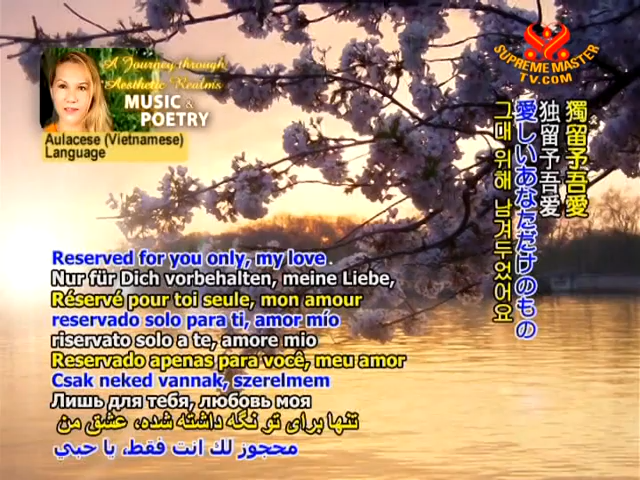 A Journey through
Aesthetic Realms
MUSIC &
POETRY
Aulacese (Vietnamese)
Language
SUPREME MASTER
TV.COM
獨留予吾愛
独留予吾爱
愛しいあなただけのもの
그대 위해 남겨두었어요
Reserved for you only, my love.
Nur für Dich vorbehalten, meine Liebe,
Réservé pour toi seule, mon amour
reservado solo para ti, amor mío
riservato solo a te, amore mio
Reservado apenas para você, meu amor
Csak neked vannak, szerelmem
Лишь для тебя, любовь моя
تنها برای تو نگه داشته شده، عشق من
محجوز لك انت فقط، يا حبي